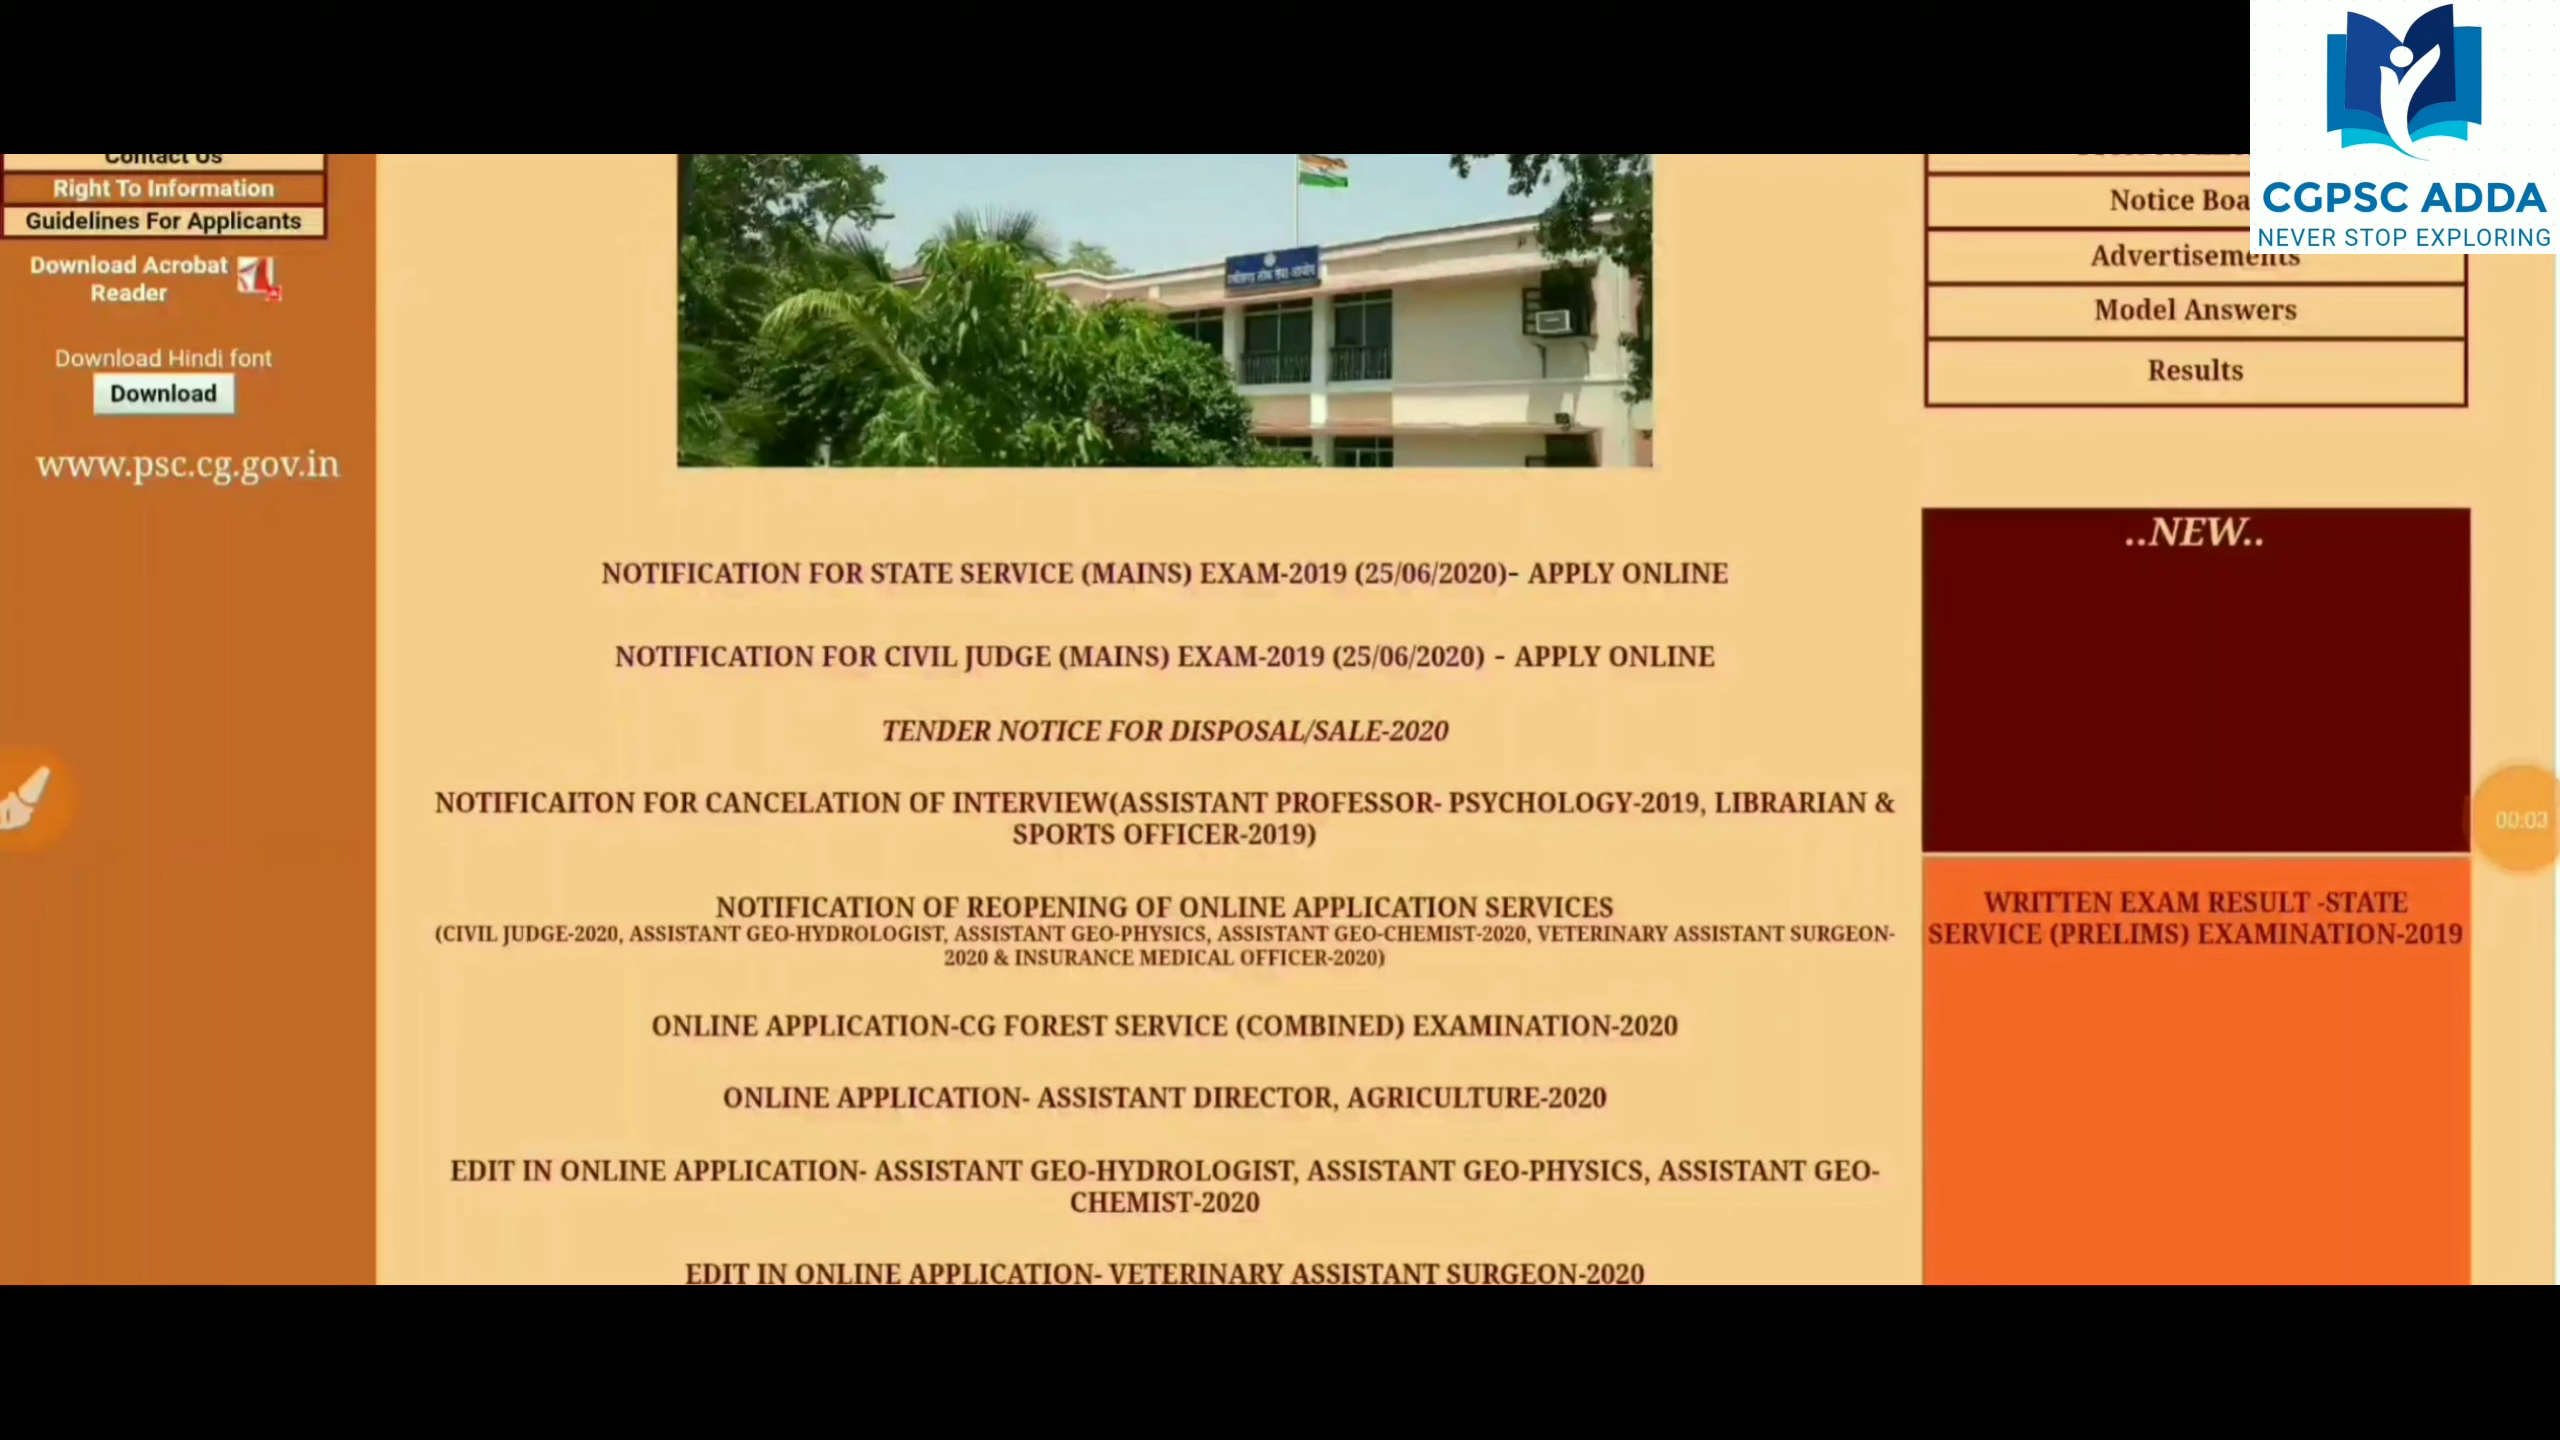 Contact Us
Right To Information
Guidelines For Applicants
Download Acrobat
Reader
Download Hindi font
Download
www.psc.cg.gov.in
छत्तीसगढ़ लोक सेवा आयोग
NOTIFICATION FOR STATE SERVICE (MAINS) EXAM-2019 (25/06/2020)- APPLY ONLINE
NOTIFICATION FOR CIVIL JUDGE (MAINS) EXAM-2019 (25/06/2020) - APPLY ONLINE
TENDER NOTICE FOR DISPOSAL/SALE-2020
NOTIFICAITON FOR CANCELATION OF INTERVIEW(ASSISTANT PROFESSOR- PSYCHOLOGY-2019, LIBRARIAN &
SPORTS OFFICER-2019)
NOTIFICATION OF REOPENING OF ONLINE APPLICATION SERVICES
(CIVIL JUDGE-2020, ASSISTANT GEO-HYDROLOGIST, ASSISTANT GEO-PHYSICS, ASSISTANT GEO-CHEMIST-2020, VETERINARY ASSISTANT SURGEON-
2020 & INSURANCE MEDICAL OFFICER-2020)
ONLINE APPLICATION-CG FOREST SERVICE (COMBINED) EXAMINATION-2020
ONLINE APPLICATION- ASSISTANT DIRECTOR, AGRICULTURE-2020
EDIT IN ONLINE APPLICATION- ASSISTANT GEO-HYDROLOGIST, ASSISTANT GEO-PHYSICS, ASSISTANT GEO-
CHEMIST-2020
EDIT IN ONLINE APPLICATION- VETERINARY ASSISTANT SURGEON-2020
CGPSC ADDA
NEVER STOP EXPLORING
Notice Boa
Advertisements
Model Answers
Results
..NEW..
00:03
WRITTEN EXAM RESULT -STATE
SERVICE (PRELIMS) EXAMINATION-2019